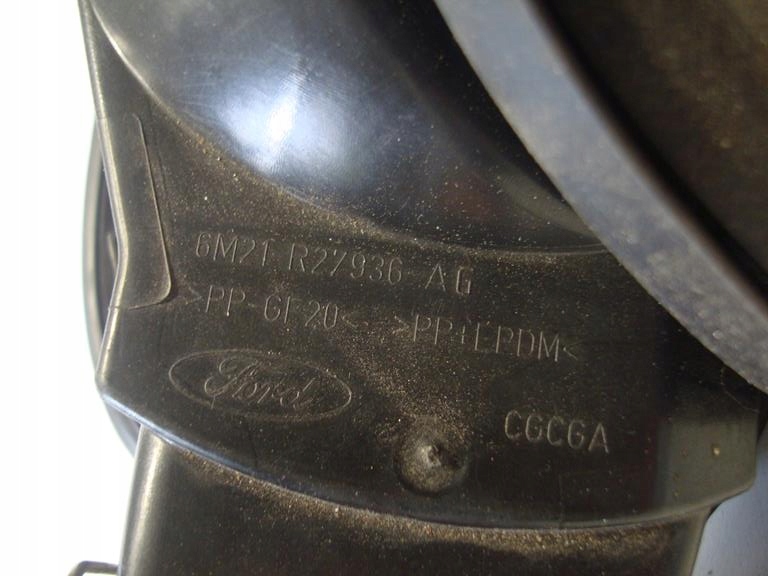 6M21 R27936 AG
>PP-GF20< >PP+EPDM<
Ford
CGCGA